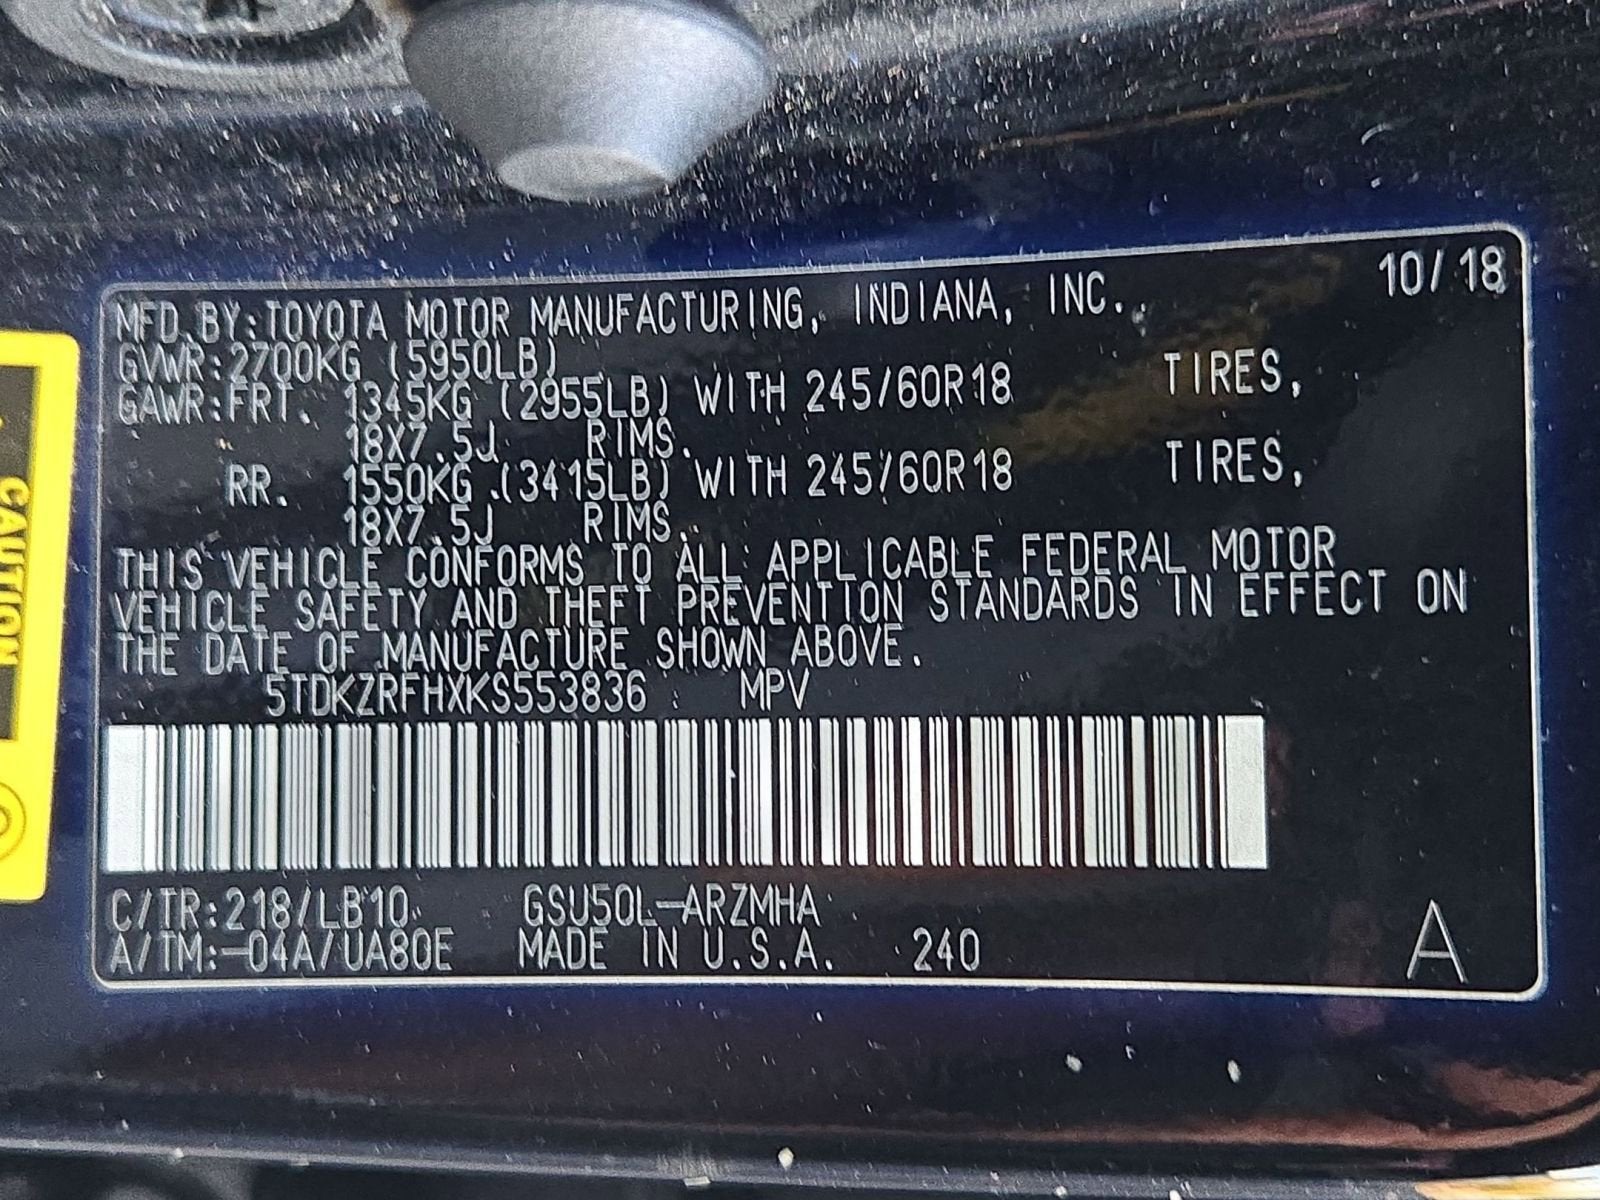 10/18
MFD.BY:TOYOTA MOTOR MANUFACTURING, INDIANA, INC.
GVWR:2700KG (5950LB)
GAWR:FRT. 1345KG (2955LB) WITH 245/60R18 TIRES,
18X7.5J RIMS.
RR. 1550KG (3415LB) WITH 245/60R18 TIRES,
18X7.5J RIMS.
THIS VEHICLE CONFORMS TO ALL APPLICABLE FEDERAL MOTOR
VEHICLE SAFETY AND THEFT PREVENTION STANDARDS IN EFFECT ON
THE DATE OF MANUFACTURE SHOWN ABOVE.
5TDKZRFHXKS553836 MPV
C/TR:218/LB10 GSU50L-ARZMHA
A/TM:-04A/UA80E MADE IN U.S.A. 240 A
CAUTION